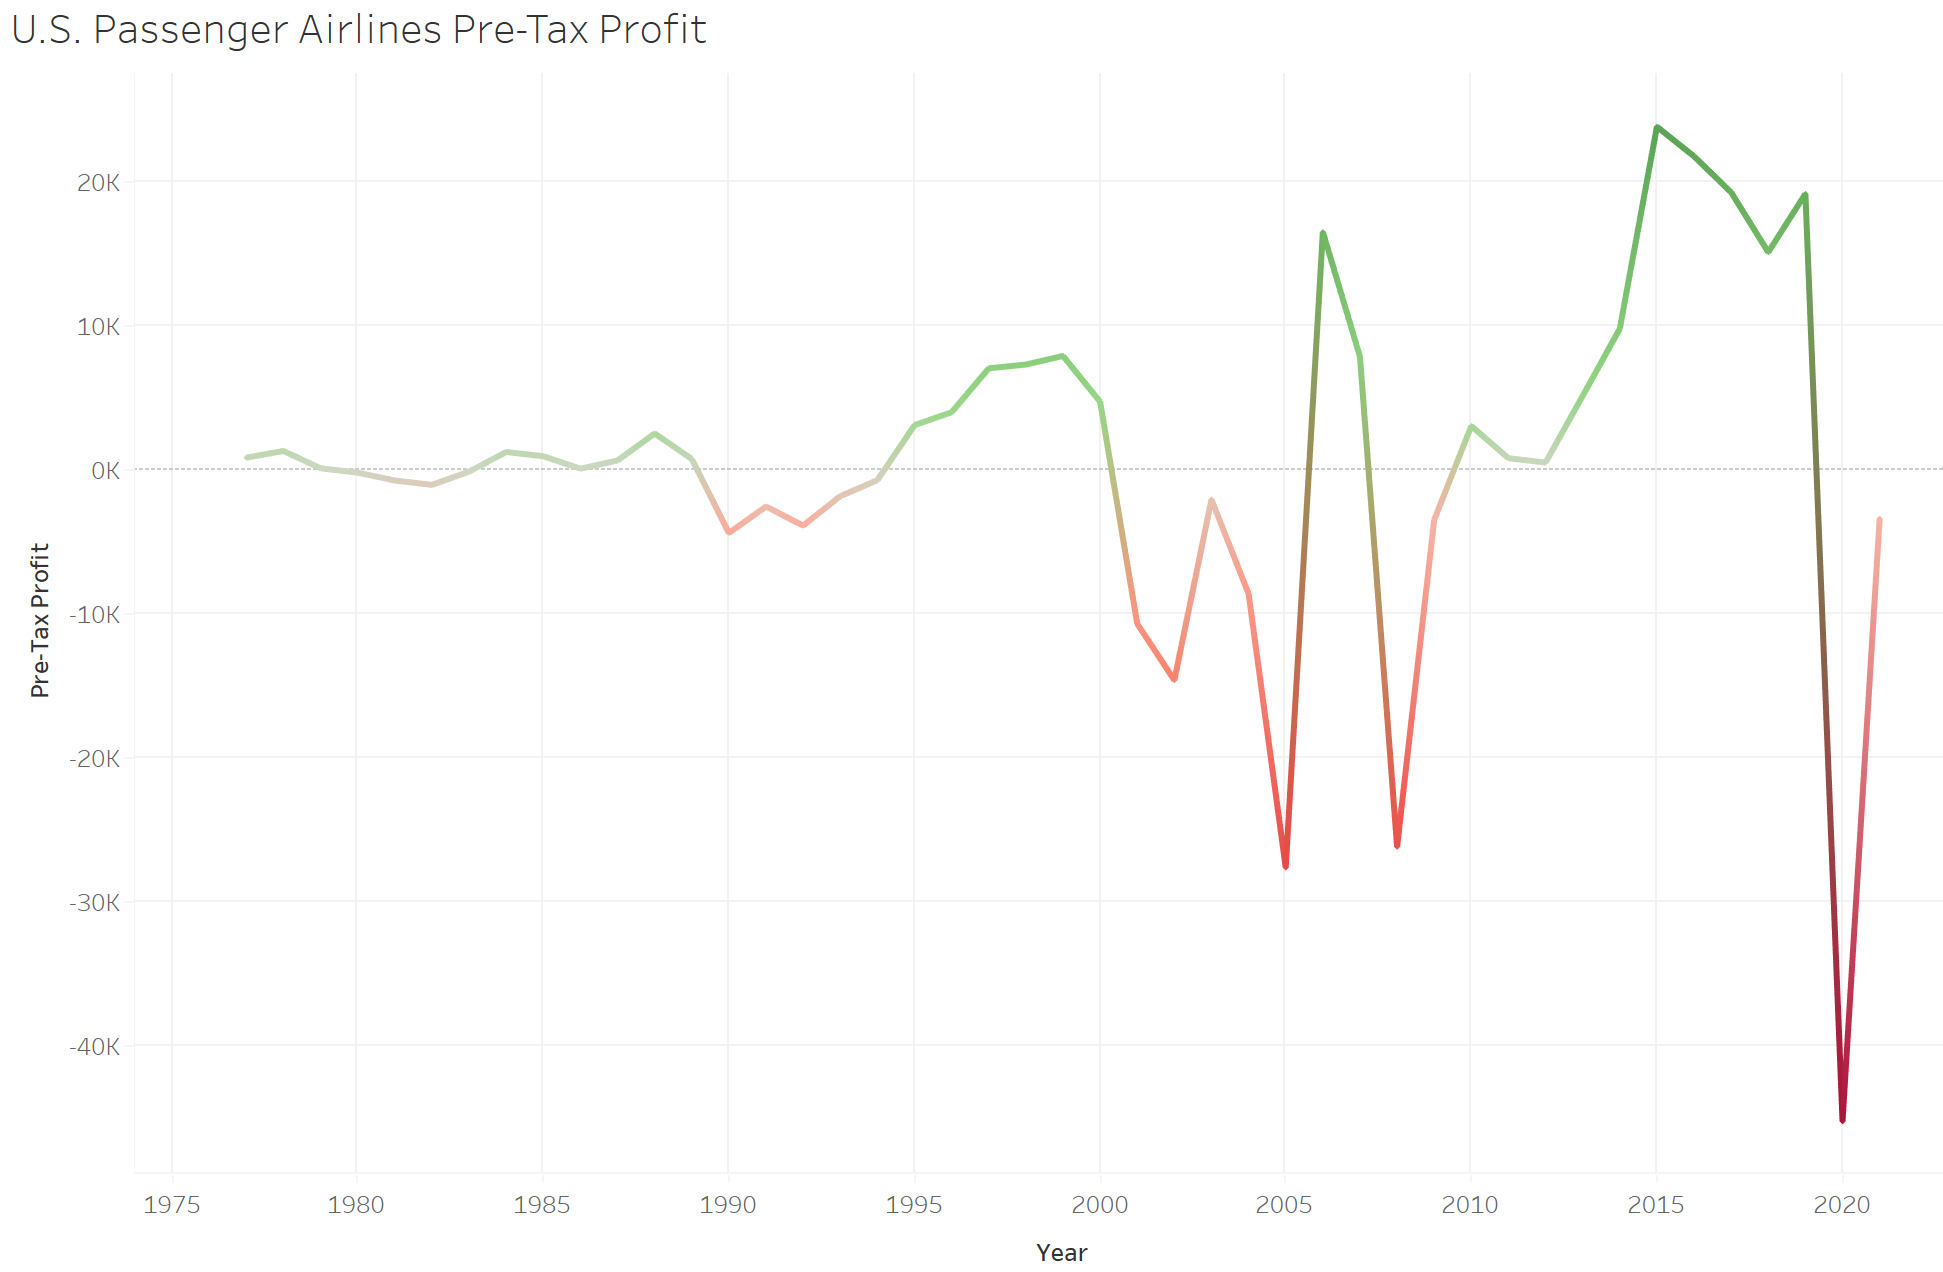 U.S. Passenger Airlines Pre-Tax Profit
20K
10K
0K
-10K
-20K
-30K
-40K
Pre-Tax Profit
1975 1980 1985 1990 1995 2000 2005 2010 2015 2020
Year